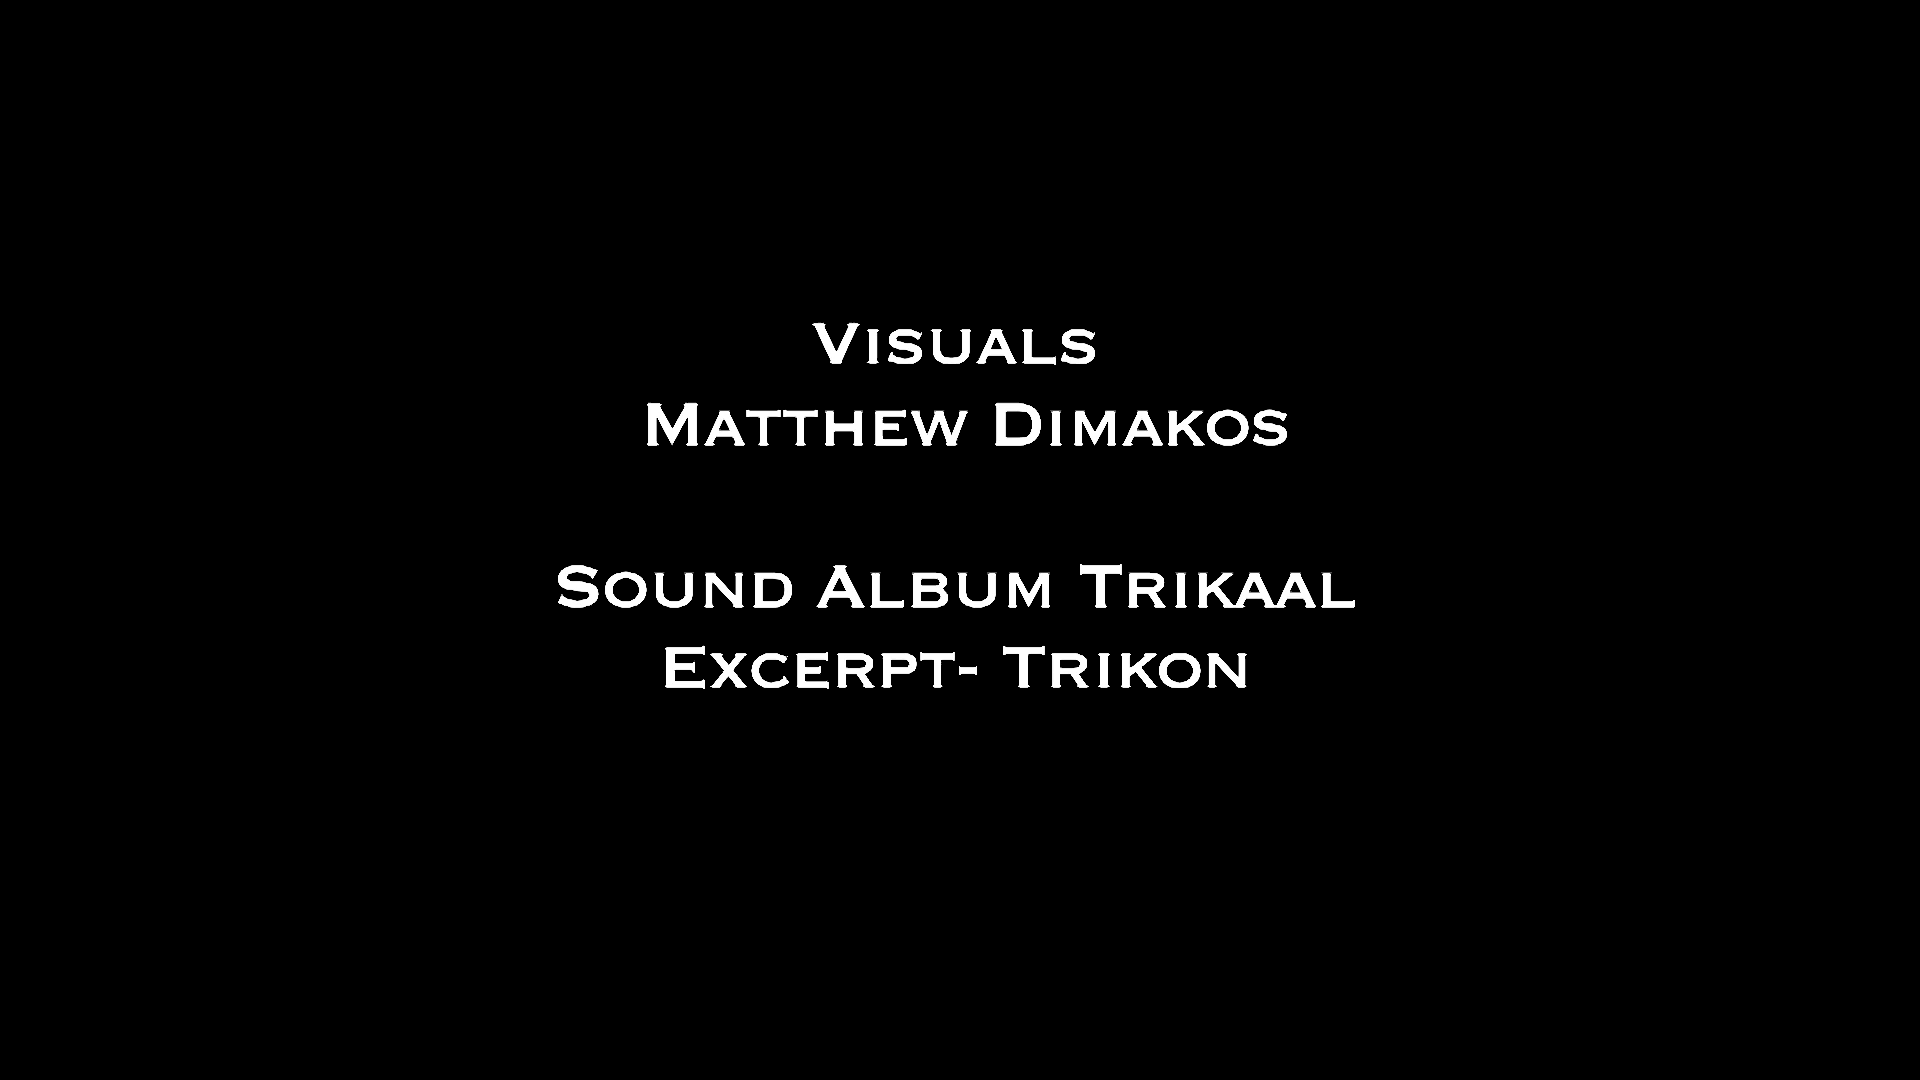 Visuals
Matthew Dimakos
Sound Album Trikaal
Excerpt- Trikon